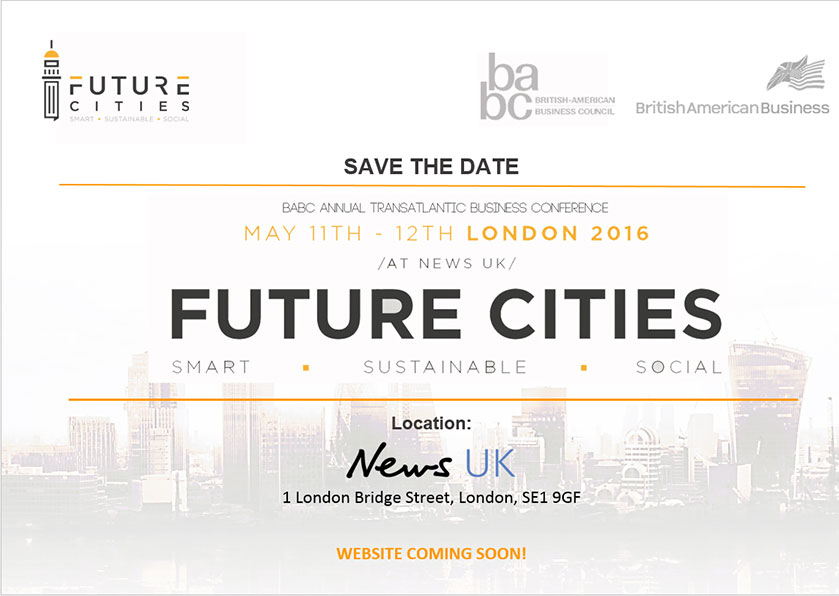 FUTURE
CITIES
SMART • SUSTAINABLE • SOCIAL
ba
bc
BRITISH-AMERICAN
BUSINESS COUNCIL
BritishAmericanBusiness
SAVE THE DATE
BABC ANNUAL TRANSATLANTIC BUSINESS CONFERENCE
MAY 11TH - 12TH LONDON 2016
/AT NEWS UK/
FUTURE CITIES
SMART ▪ SUSTAINABLE ▪ SOCIAL
Location:
News UK
1 London Bridge Street, London, SE1 9GF
WEBSITE COMING SOON!